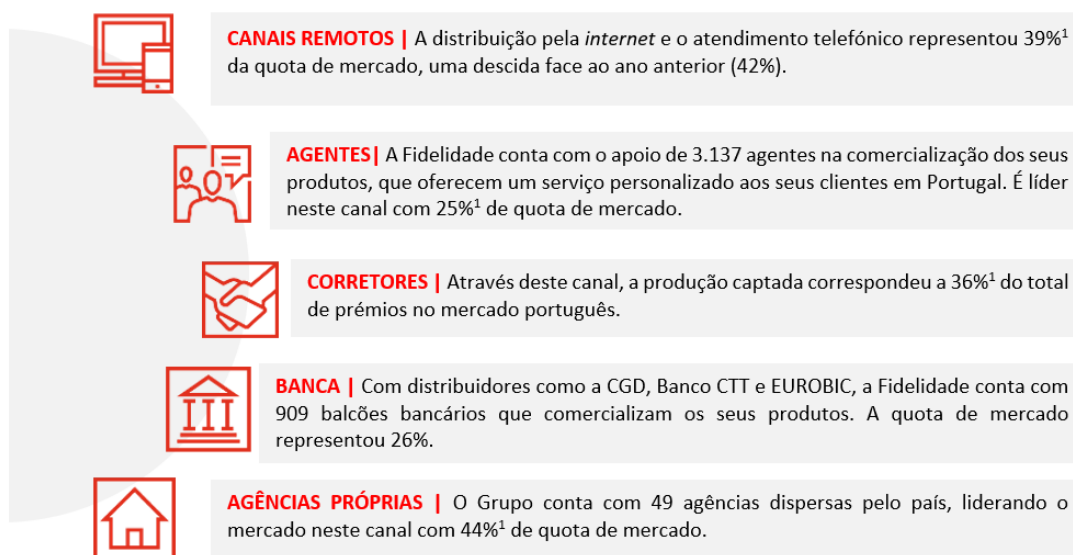 CANAIS REMOTOS | A distribuição pela internet e o atendimento telefónico representou 39%¹
da quota de mercado, uma descida face ao ano anterior (42%).
AGENTES| A Fidelidade conta com o apoio de 3.137 agentes na comercialização dos seus
produtos, que oferecem um serviço personalizado aos seus clientes em Portugal. É líder
neste canal com 25%¹ de quota de mercado.
CORRETORES | Através deste canal, a produção captada correspondeu a 36%¹ do total
de prémios no mercado português.
BANCA | Com distribuidores como a CGD, Banco CTT e EUROBIC, a Fidelidade conta com
909 balcões bancários que comercializam os seus produtos. A quota de mercado
representou 26%.
AGÊNCIAS PRÓPRIAS | O Grupo conta com 49 agências dispersas pelo país, liderando o
mercado neste canal com 44%¹ de quota de mercado.